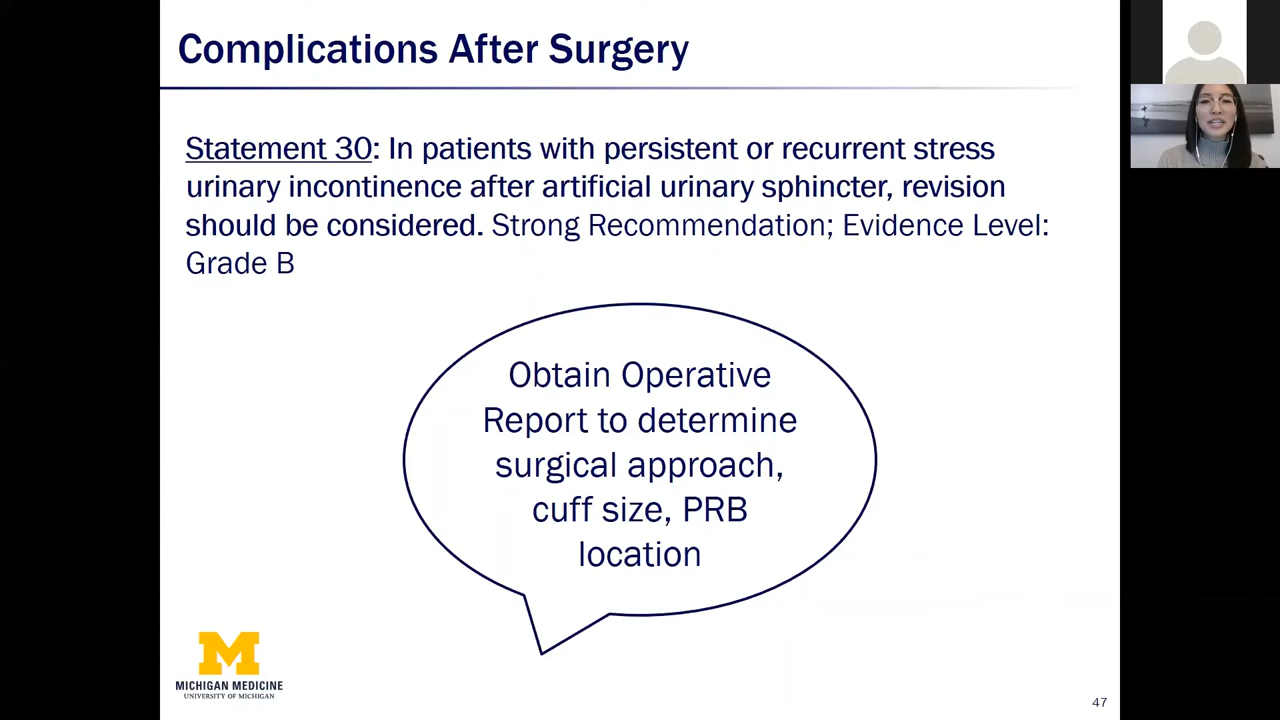 Complications After Surgery
Statement 30: In patients with persistent or recurrent stress
urinary incontinence after artificial urinary sphincter, revision
should be considered. Strong Recommendation; Evidence Level:
Grade B
Obtain Operative
Report to determine
surgical approach,
cuff size, PRB
location
M
MICHIGAN MEDICINE
UNIVERSITY OF MICHIGAN
47